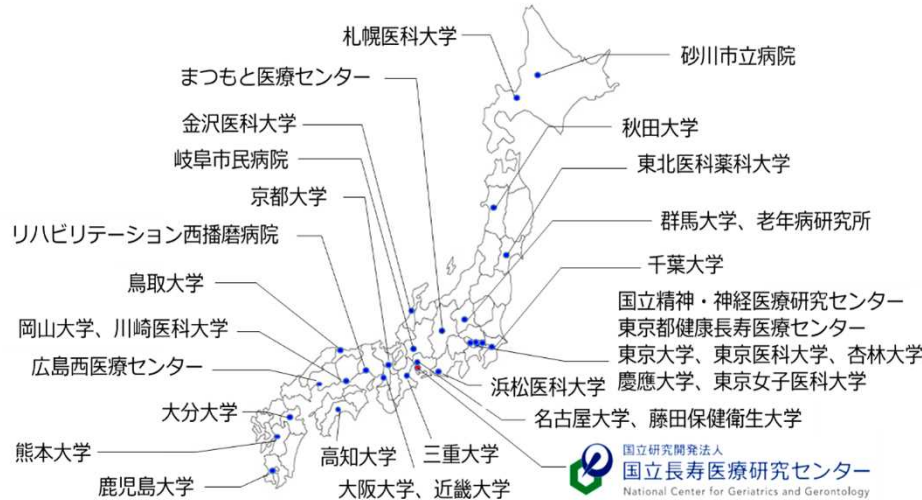 札幌医科大学
砂川市立病院
まつもと医療センター
金沢医科大学
秋田大学
岐阜市民病院
東北医科薬科大学
京都大学
群馬大学、老年病研究所
リハビリテーション西播磨病院
千葉大学
鳥取大学
国立精神・神経医療研究センター
東京都健康長寿医療センター
岡山大学、川崎医科大学
東京大学、東京医科大学、杏林大学
広島西医療センター
慶應大学、東京女子医科大学
浜松医科大学
大分大学
名古屋大学、藤田保健衛生大学
熊本大学
高知大学
三重大学
鹿児島大学
大阪大学、近畿大学
国立研究開発法人
国立長寿医療研究センター
National Center for Geriatrics and Gerontology